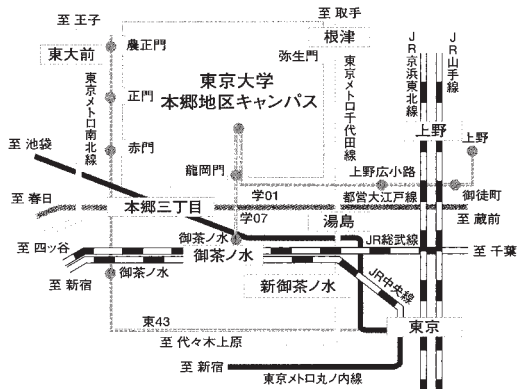 至 王子
至 取手
東大前
農正門
根津
弥生門
JR京浜東北線
JR山手線
東京大学
本郷地区キャンパス
東京メトロ南北線
正門
東京メトロ千代田線
上野
上野
至 池袋
赤門
龍岡門
上野広小路
御徒町
学01
都営大江戸線
至 春日
本郷三丁目
至 蔵前
学07
湯島
御茶ノ水
JR総武線
至 四ッ谷
御茶ノ水
至 千葉
御茶ノ水
新御茶ノ水
至 新宿
JR中央線
東43
東京
至 代々木上原
至 新宿
東京メトロ丸ノ内線